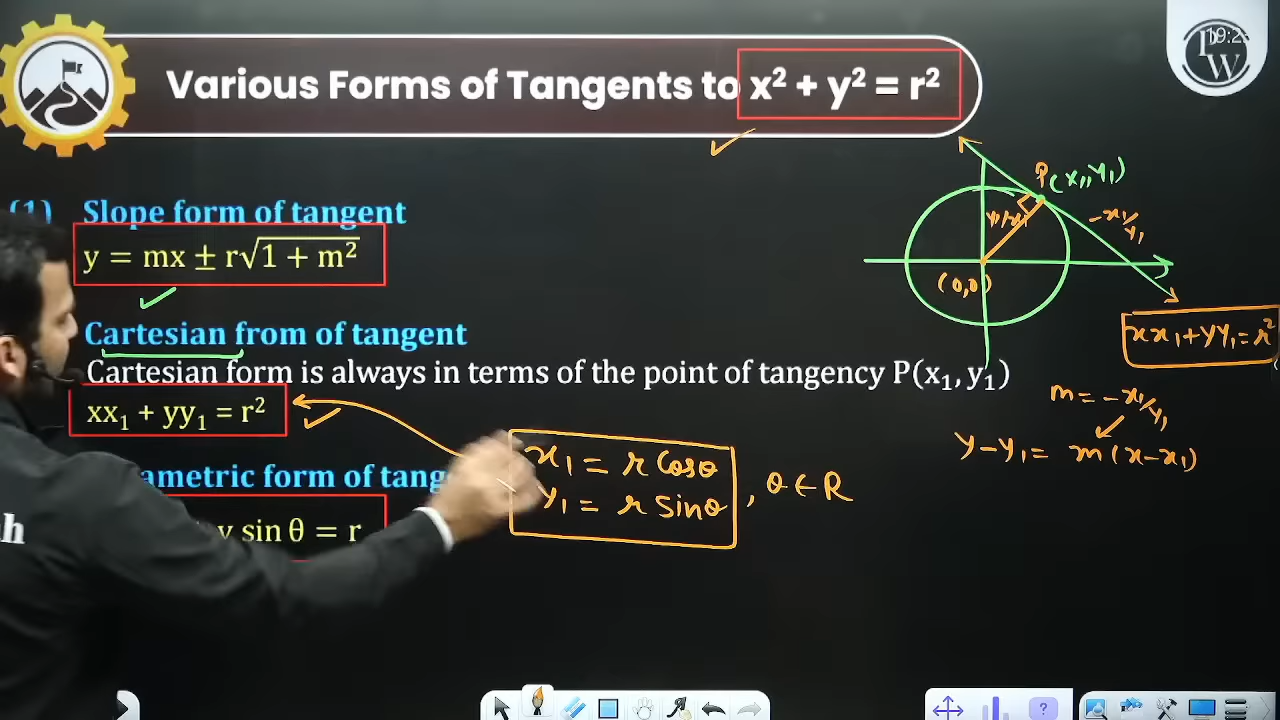 Various Forms of Tangents to x² + y² = r²
19:2
W
P(x₁,y₁)
(1) Slope form of tangent
y = mx ± r√1 + m²
-x₁/y₁
(0,0)
xx₁+yy₁=r²
Cartesian from of tangent
Cartesian form is always in terms of the point of tangency P(x₁, y₁)
xx₁ + yy₁ = r²
m = -x₁/y₁
y-y₁ = m(x-x₁)
ametric form of tang
x₁ = r cosθ
y₁ = r sinθ
, θ ∈ R
y sin θ = r
h
?